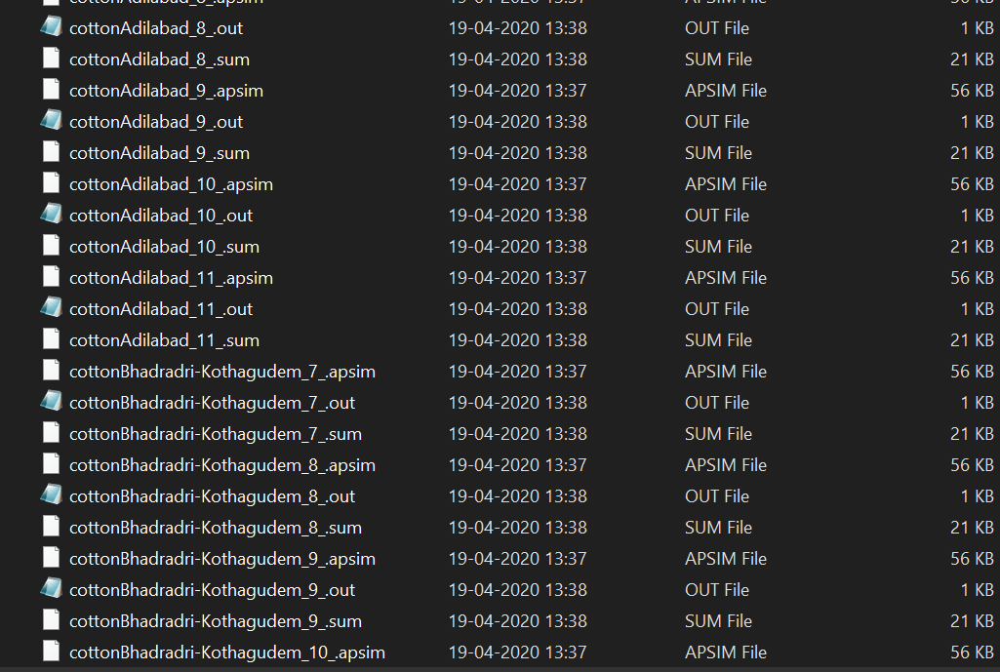 cottonAdilabad_8_.apsim 19-04-2020 13:37 APSIM File 56 KB
cottonAdilabad_8_.out 19-04-2020 13:38 OUT File 1 KB
cottonAdilabad_8_.sum 19-04-2020 13:38 SUM File 21 KB
cottonAdilabad_9_.apsim 19-04-2020 13:37 APSIM File 56 KB
cottonAdilabad_9_.out 19-04-2020 13:38 OUT File 1 KB
cottonAdilabad_9_.sum 19-04-2020 13:38 SUM File 21 KB
cottonAdilabad_10_.apsim 19-04-2020 13:37 APSIM File 56 KB
cottonAdilabad_10_.out 19-04-2020 13:38 OUT File 1 KB
cottonAdilabad_10_.sum 19-04-2020 13:38 SUM File 21 KB
cottonAdilabad_11_.apsim 19-04-2020 13:37 APSIM File 56 KB
cottonAdilabad_11_.out 19-04-2020 13:38 OUT File 1 KB
cottonAdilabad_11_.sum 19-04-2020 13:38 SUM File 21 KB
cottonBhadradri-Kothagudem_7_.apsim 19-04-2020 13:37 APSIM File 56 KB
cottonBhadradri-Kothagudem_7_.out 19-04-2020 13:38 OUT File 1 KB
cottonBhadradri-Kothagudem_7_.sum 19-04-2020 13:38 SUM File 21 KB
cottonBhadradri-Kothagudem_8_.apsim 19-04-2020 13:37 APSIM File 56 KB
cottonBhadradri-Kothagudem_8_.out 19-04-2020 13:38 OUT File 1 KB
cottonBhadradri-Kothagudem_8_.sum 19-04-2020 13:38 SUM File 21 KB
cottonBhadradri-Kothagudem_9_.apsim 19-04-2020 13:37 APSIM File 56 KB
cottonBhadradri-Kothagudem_9_.out 19-04-2020 13:38 OUT File 1 KB
cottonBhadradri-Kothagudem_9_.sum 19-04-2020 13:38 SUM File 21 KB
cottonBhadradri-Kothagudem_10_.apsim 19-04-2020 13:37 APSIM File 56 KB